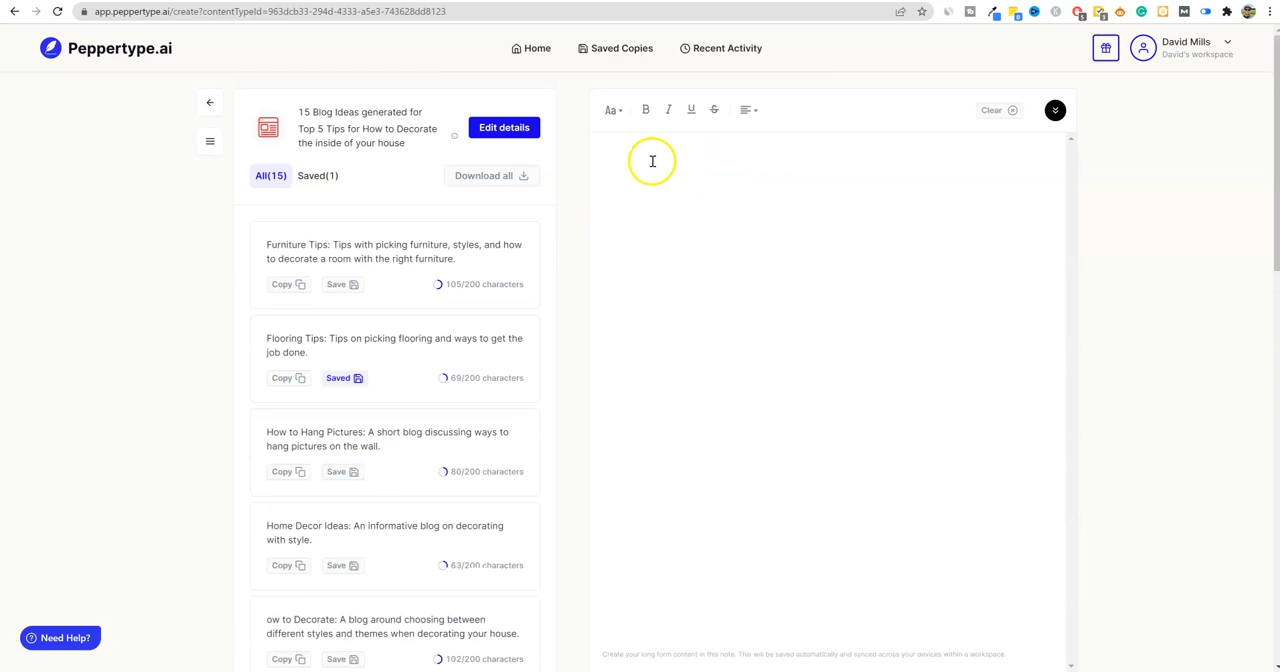 app.peppertype.ai/create?contentTypeId=963dcb33-294d-4333-a5e3-743628dd8123
Peppertype.ai
Home
Saved Copies
Recent Activity
David Mills
David's workspace
15 Blog Ideas generated for
Top 5 Tips for How to Decorate
the inside of your house
Edit details
All(15)
Saved(1)
Download all
Aa
B
I
U
S
Clear
Furniture Tips: Tips with picking furniture, styles, and how
to decorate a room with the right furniture.
Copy
Save
105/200 characters
Flooring Tips: Tips on picking flooring and ways to get the
job done.
Copy
Saved
69/200 characters
How to Hang Pictures: A short blog discussing ways to
hang pictures on the wall.
Copy
Save
80/200 characters
Home Decor Ideas: An informative blog on decorating
with style.
Copy
Save
63/200 characters
ow to Decorate: A blog around choosing between
different styles and themes when decorating your house.
Copy
Save
102/200 characters
Need Help?
Create your long form content in this note. This will be saved automatically and synced across your devices within a workspace.